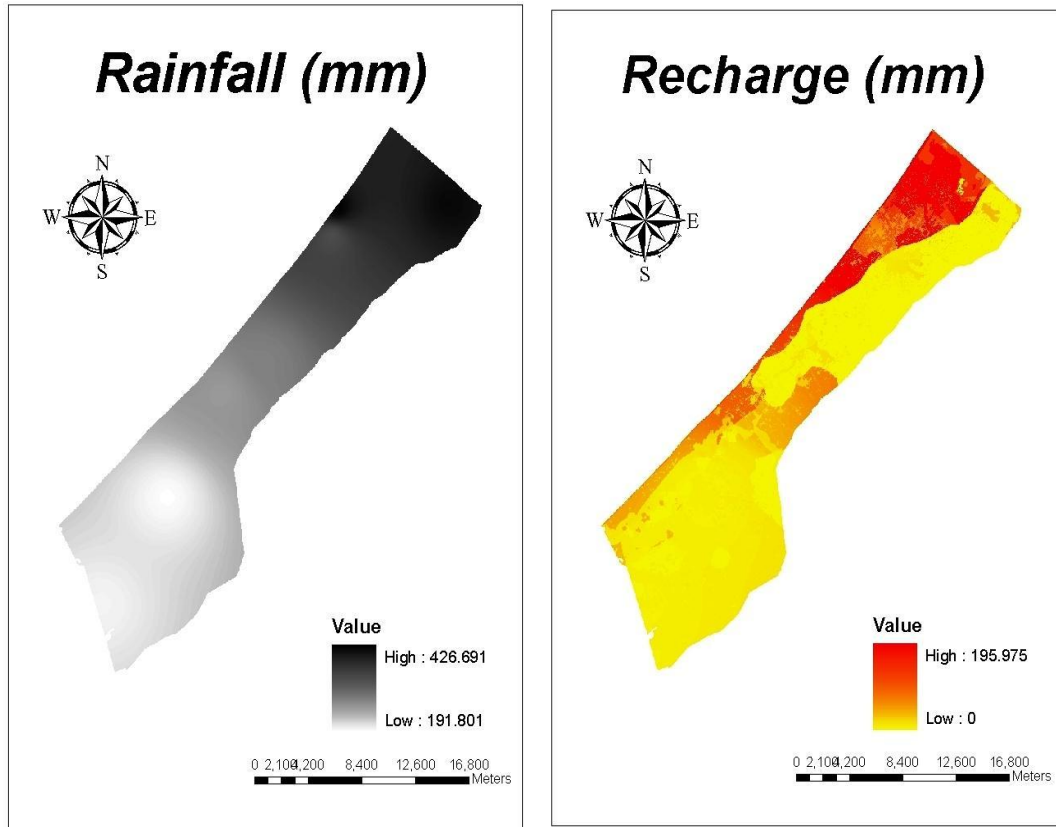 Rainfall (mm)
N
W E
S
Value
High : 426.691
Low : 191.801
0 2,100 4,200 8,400 12,600 16,800
Meters
Recharge (mm)
N
W E
S
Value
High : 195.975
Low : 0
0 2,100 4,200 8,400 12,600 16,800
Meters